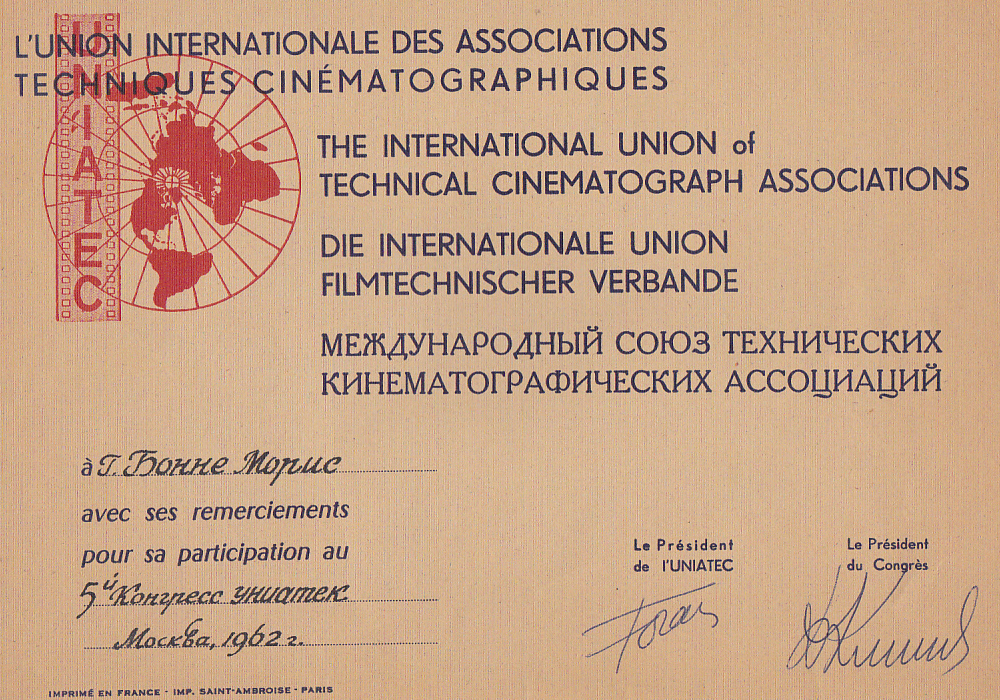 UNIATEC
L'UNION INTERNATIONALE DES ASSOCIATIONS
TECHNIQUES CINÉMATOGRAPHIQUES
THE INTERNATIONAL UNION of
TECHNICAL CINEMATOGRAPH ASSOCIATIONS
DIE INTERNATIONALE UNION
FILMTECHNISCHER VERBANDE
МЕЖДУНАРОДНЫЙ СОЮЗ ТЕХНИЧЕСКИХ
КИНЕМАТОГРАФИЧЕСКИХ АССОЦИАЦИЙ
à Г. Бонне Морис
avec ses remerciements
pour sa participation au
5й Конгресс УНИАТЕК
Москва, 1962 г.
Le Président
de l'UNIATEC
Le Président
du Congrès
IMPRIMÉ EN FRANCE - IMP. SAINT-AMBROISE - PARIS